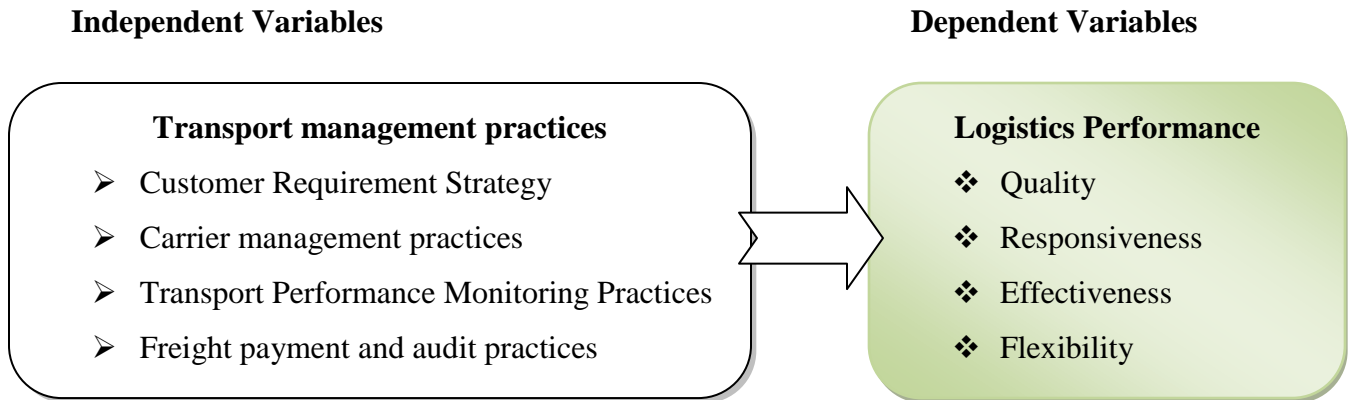 Independent Variables
Dependent Variables
Transport management practices
➢ Customer Requirement Strategy
➢ Carrier management practices
➢ Transport Performance Monitoring Practices
➢ Freight payment and audit practices
Logistics Performance
❖ Quality
❖ Responsiveness
❖ Effectiveness
❖ Flexibility